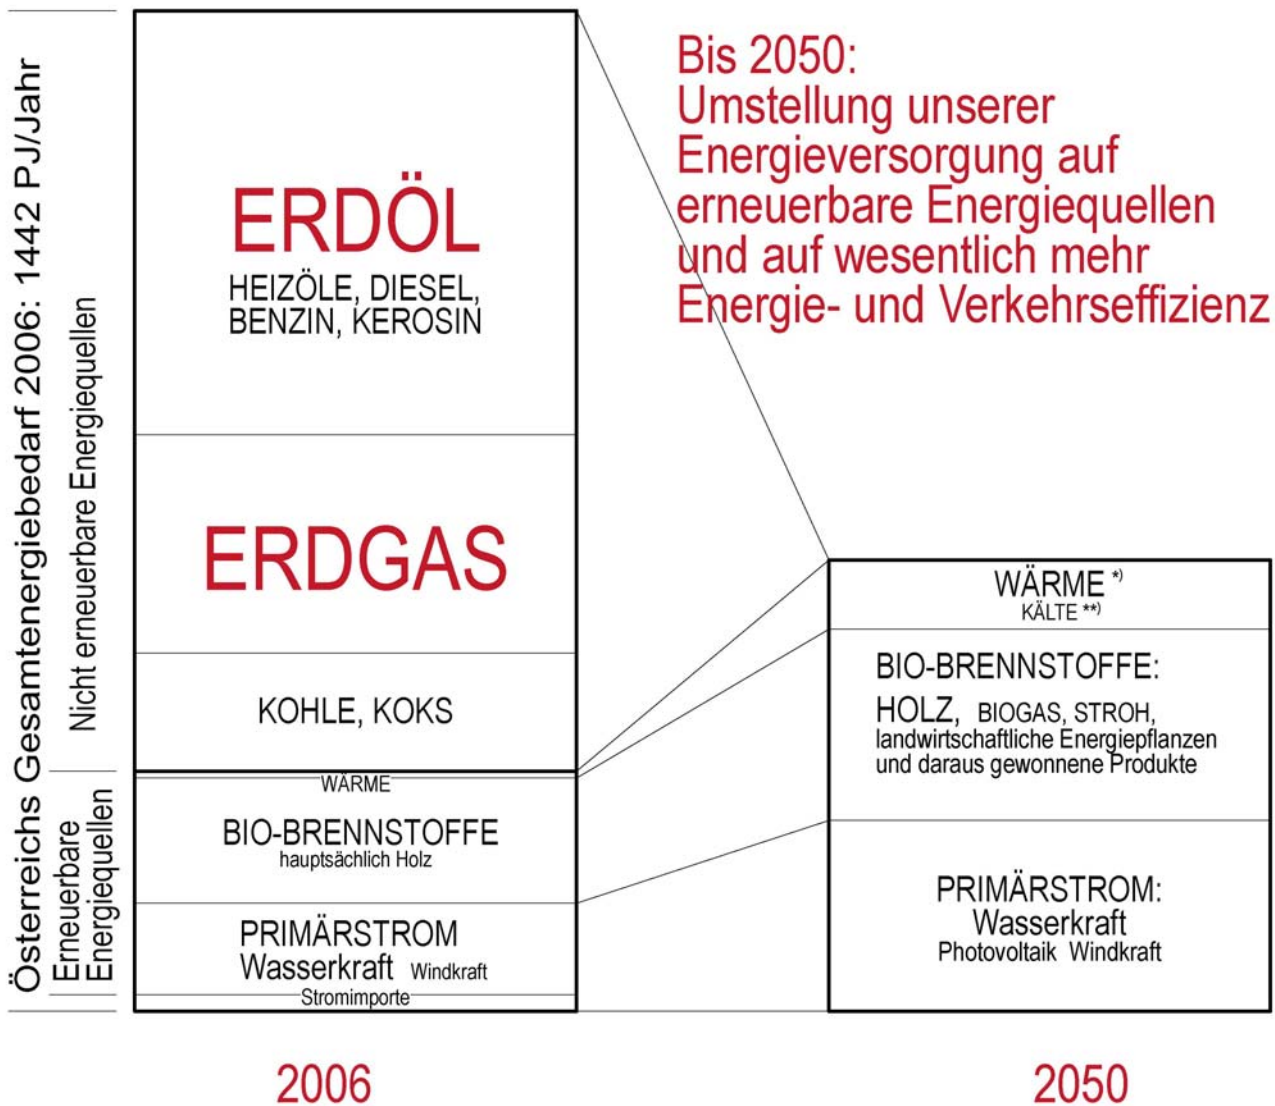 Österreichs Gesamtenergiebedarf 2006: 1442 PJ/Jahr
Nicht erneuerbare Energiequellen
Erneuerbare
Energiequellen
ERDÖL
HEIZÖLE, DIESEL,
BENZIN, KEROSIN
ERDGAS
KOHLE, KOKS
WÄRME
BIO-BRENNSTOFFE
hauptsächlich Holz
PRIMÄRSTROM
Wasserkraft Windkraft
Stromimporte
2006
Bis 2050:
Umstellung unserer
Energieversorgung auf
erneuerbare Energiequellen
und auf wesentlich mehr
Energie- und Verkehrseffizienz
WÄRME *)
KÄLTE **)
BIO-BRENNSTOFFE:
HOLZ, BIOGAS, STROH,
landwirtschaftliche Energiepflanzen
und daraus gewonnene Produkte
PRIMÄRSTROM:
Wasserkraft
Photovoltaik Windkraft
2050